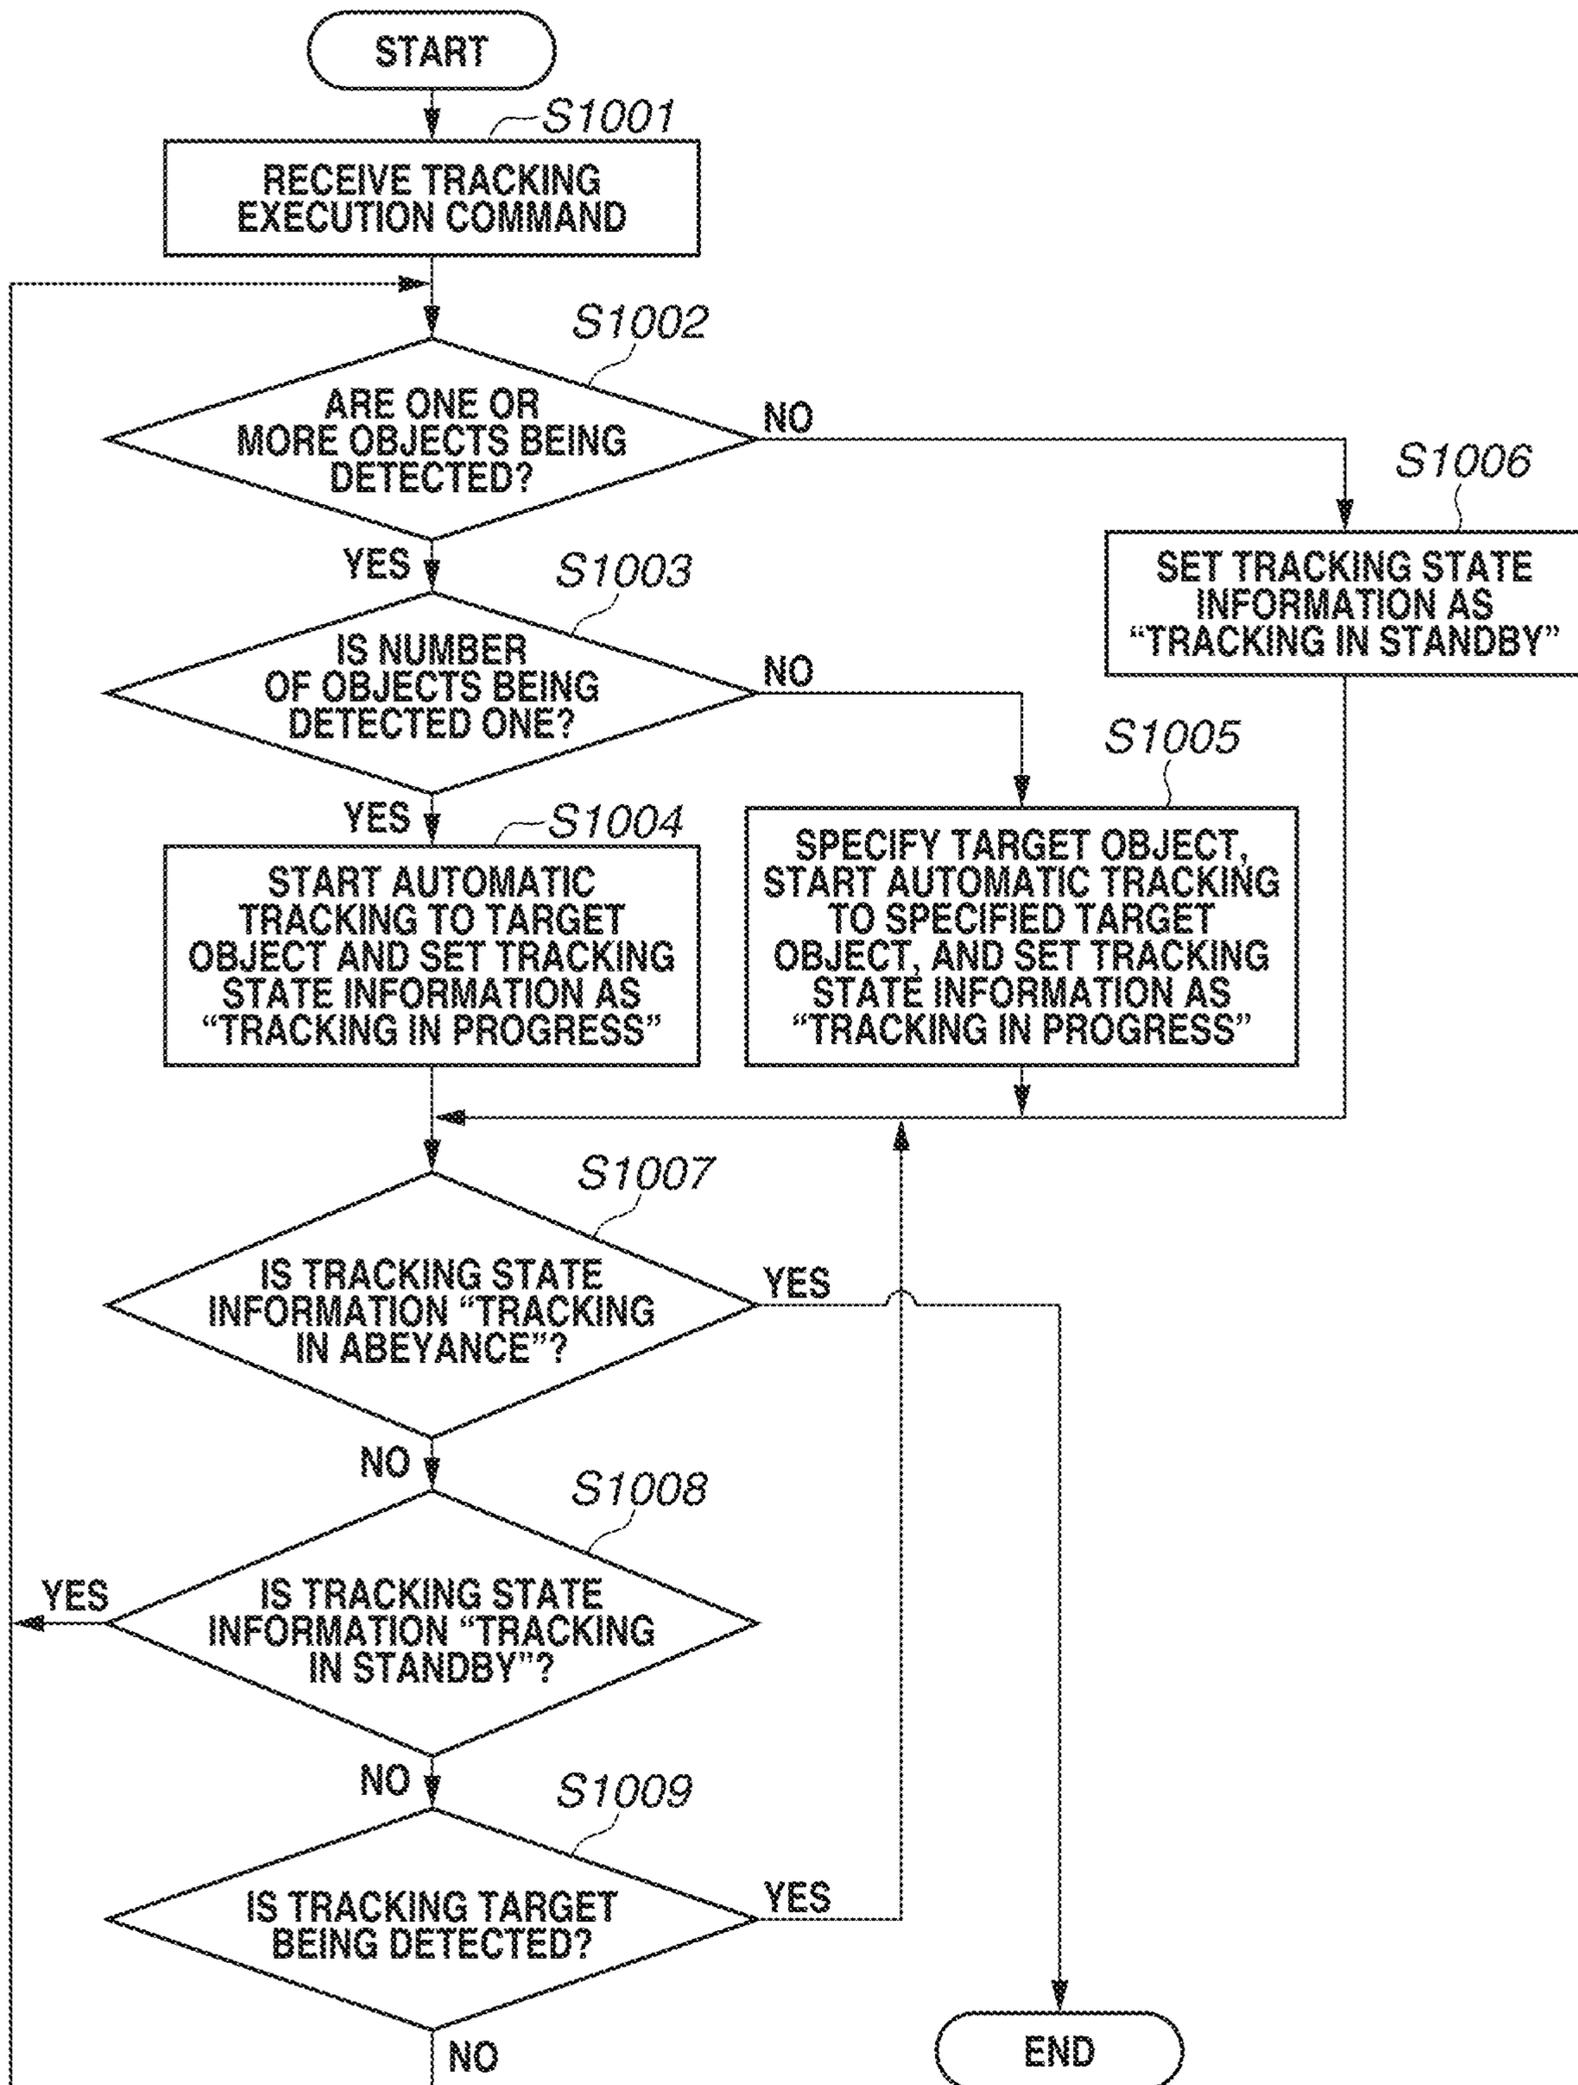 START
S1001
RECEIVE TRACKING
EXECUTION COMMAND
S1002
ARE ONE OR
MORE OBJECTS BEING
DETECTED?
NO
YES
S1006
SET TRACKING STATE
INFORMATION AS
“TRACKING IN STANDBY”
S1003
IS NUMBER
OF OBJECTS BEING
DETECTED ONE?
NO
YES
S1005
SPECIFY TARGET OBJECT,
START AUTOMATIC TRACKING
TO SPECIFIED TARGET
OBJECT, AND SET TRACKING
STATE INFORMATION AS
“TRACKING IN PROGRESS”
S1004
START AUTOMATIC
TRACKING TO TARGET
OBJECT AND SET TRACKING
STATE INFORMATION AS
“TRACKING IN PROGRESS”
S1007
IS TRACKING STATE
INFORMATION “TRACKING
IN ABEYANCE”?
YES
NO
S1008
IS TRACKING STATE
INFORMATION “TRACKING
IN STANDBY”?
YES
NO
S1009
IS TRACKING TARGET
BEING DETECTED?
YES
NO
END